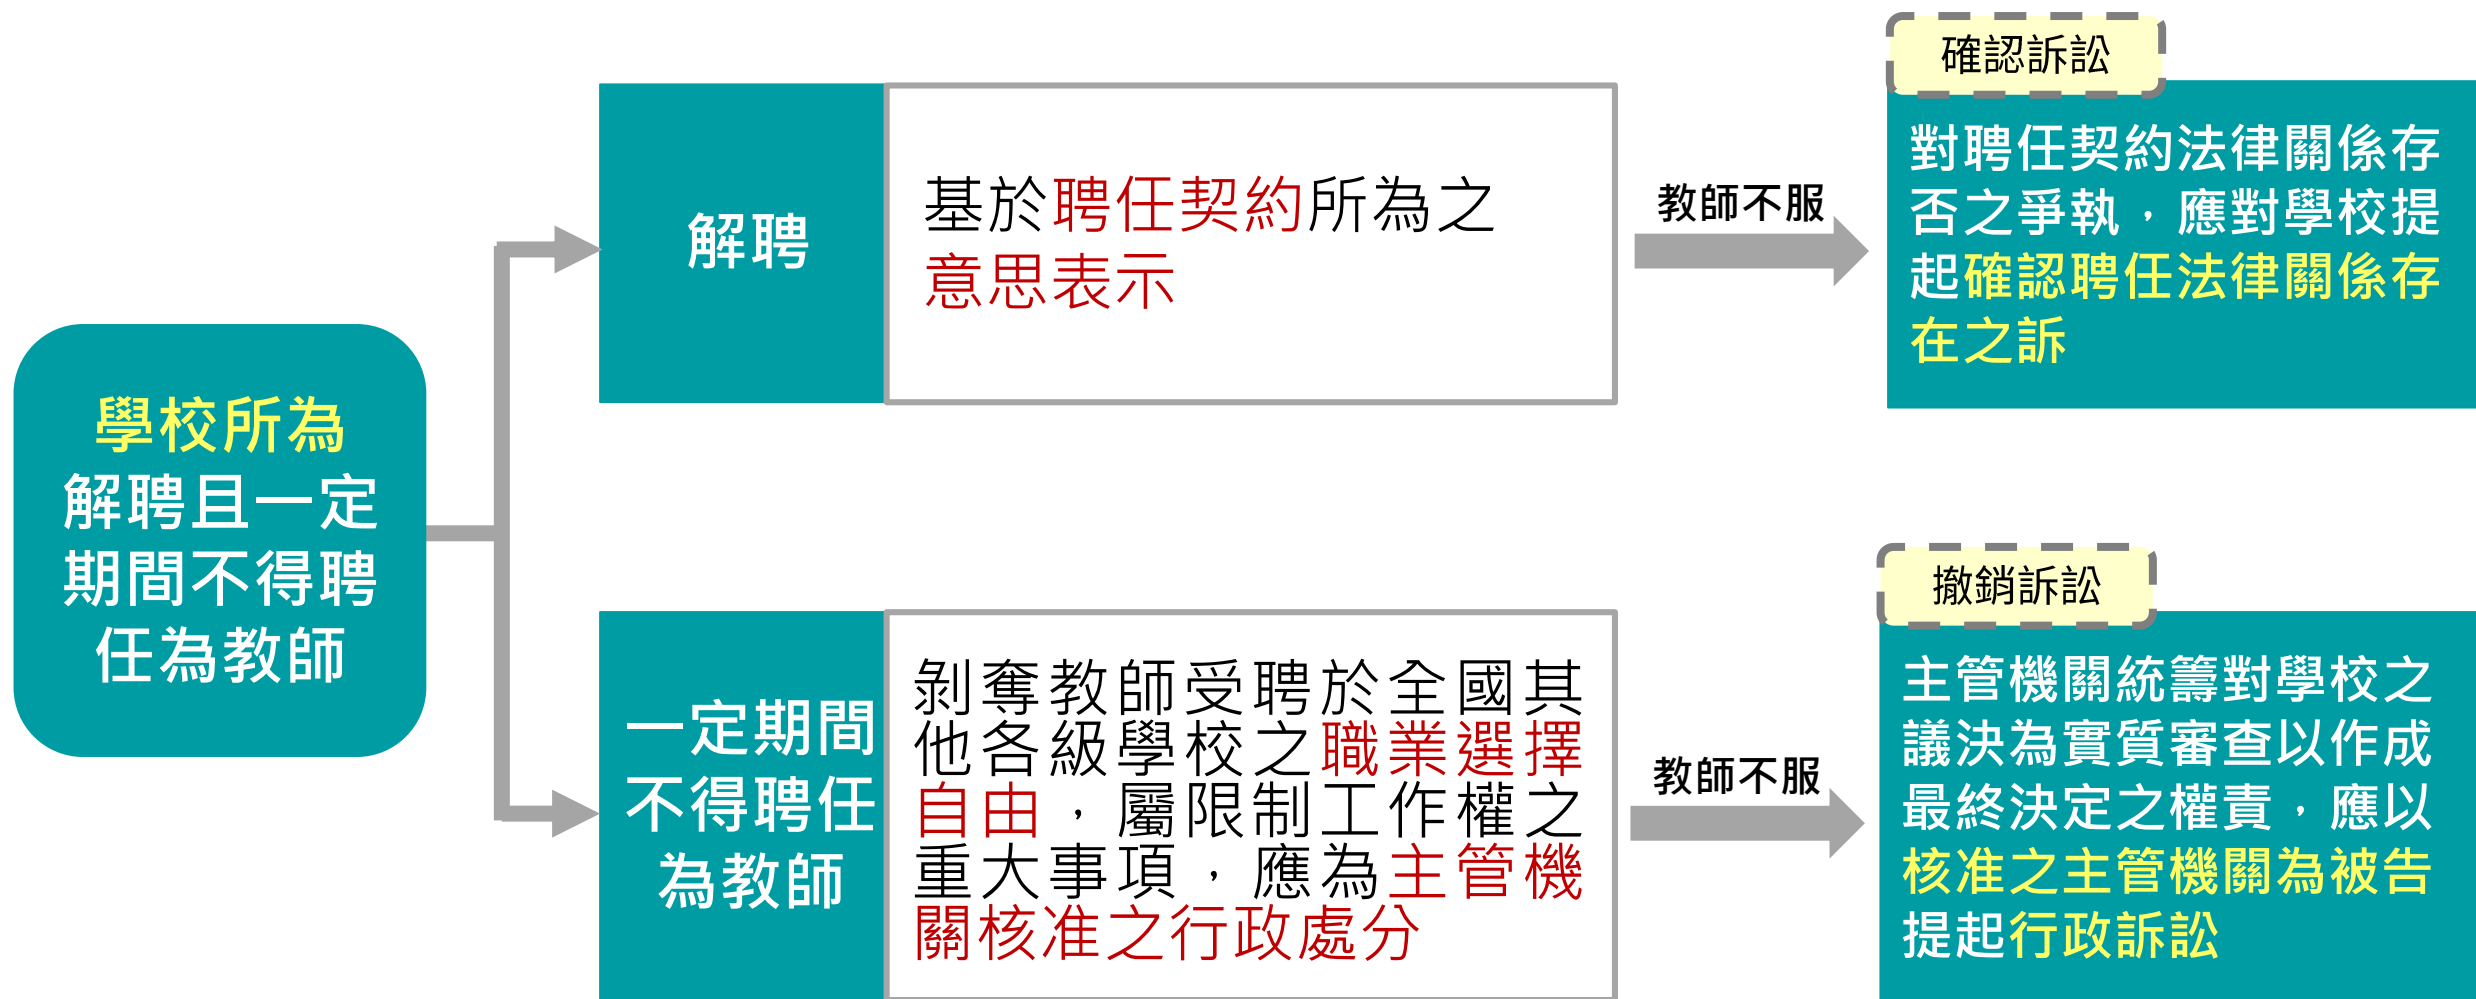 學校所為
解聘且一定
期間不得聘
任為教師
解聘
基於聘任契約所為之
意思表示
教師不服
確認訴訟
對聘任契約法律關係存
否之爭執，應對學校提
起確認聘任法律關係存
在之訴
一定期間
不得聘任
為教師
剝奪教師受聘於全國其
他各級學校之職業選擇
自由，屬限制工作權之
重大事項，應為主管機
關核准之行政處分
教師不服
撤銷訴訟
主管機關統籌對學校之
議決為實質審查以作成
最終決定之權責，應以
核准之主管機關為被告
提起行政訴訟